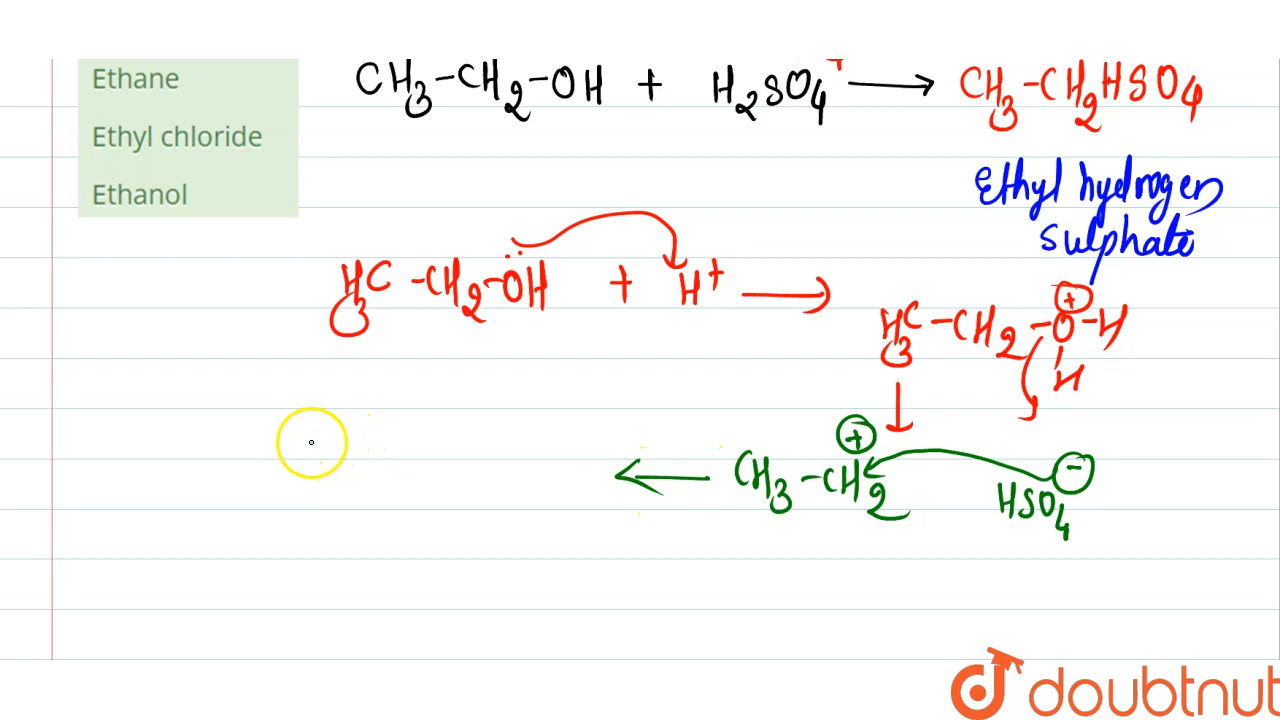 Ethane
Ethyl chloride
Ethanol
CH3-CH2-OH + H2SO4 → CH3-CH2HSO4
Ethyl hydrogen
sulphate
H3C-CH2-OH + H+ →
H3C-CH2-O-H
+
H
CH3-CH2
+
HSO4
-
doubtnut